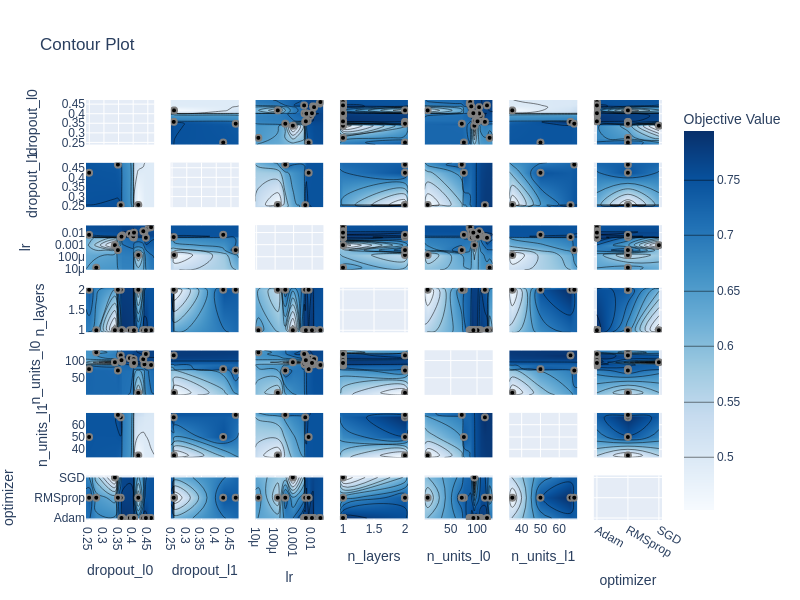 Contour Plot
Objective Value
dropout_l0
0.45
0.4
0.35
0.3
0.25
dropout_l1
0.45
0.4
0.35
0.3
0.25
lr
0.01
0.001
100μ
10μ
n_layers
2
1.5
1
n_units_l0
100
50
n_units_l1
60
50
40
optimizer
SGD
RMSprop
Adam
0.25 0.3 0.35 0.4 0.45
0.25 0.3 0.35 0.4 0.45
10μ 100μ 0.001 0.01
1 1.5 2
50 100
40 50 60
Adam RMSprop SGD
dropout_l0 dropout_l1 lr n_layers n_units_l0 n_units_l1 optimizer
0.75
0.7
0.65
0.6
0.55
0.5